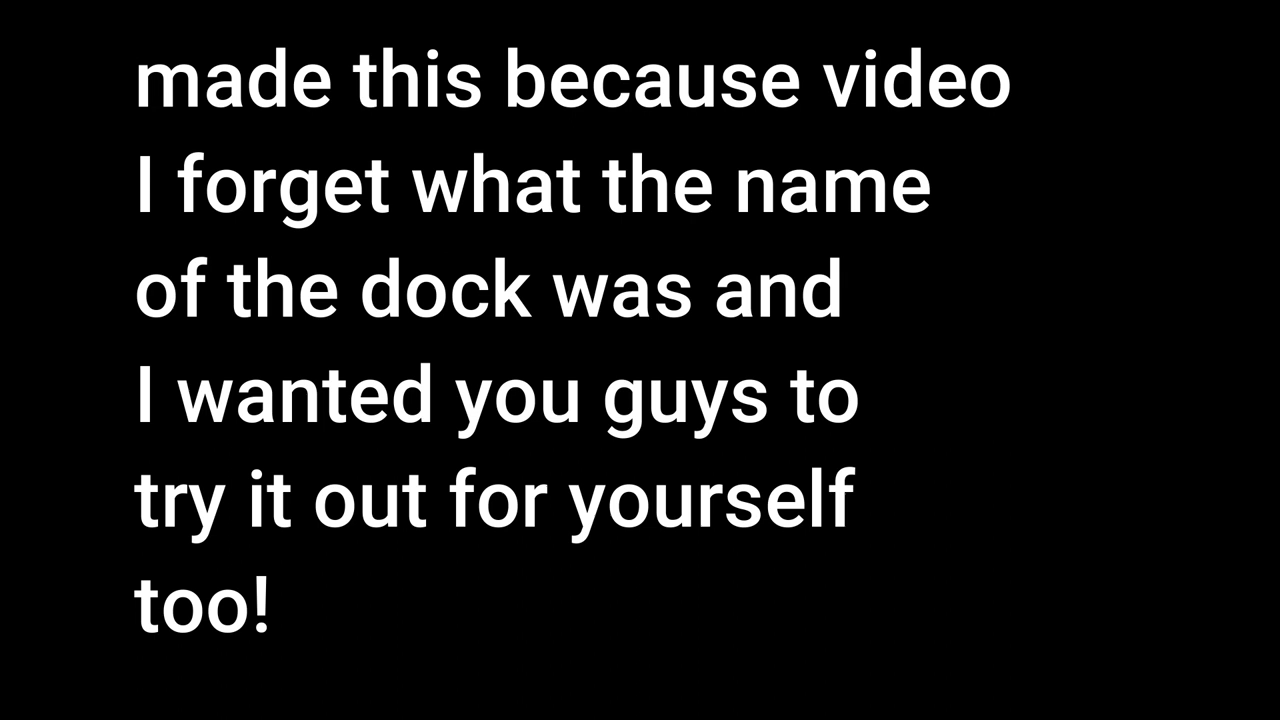 made this because video
I forget what the name
of the dock was and
I wanted you guys to
try it out for yourself
too!